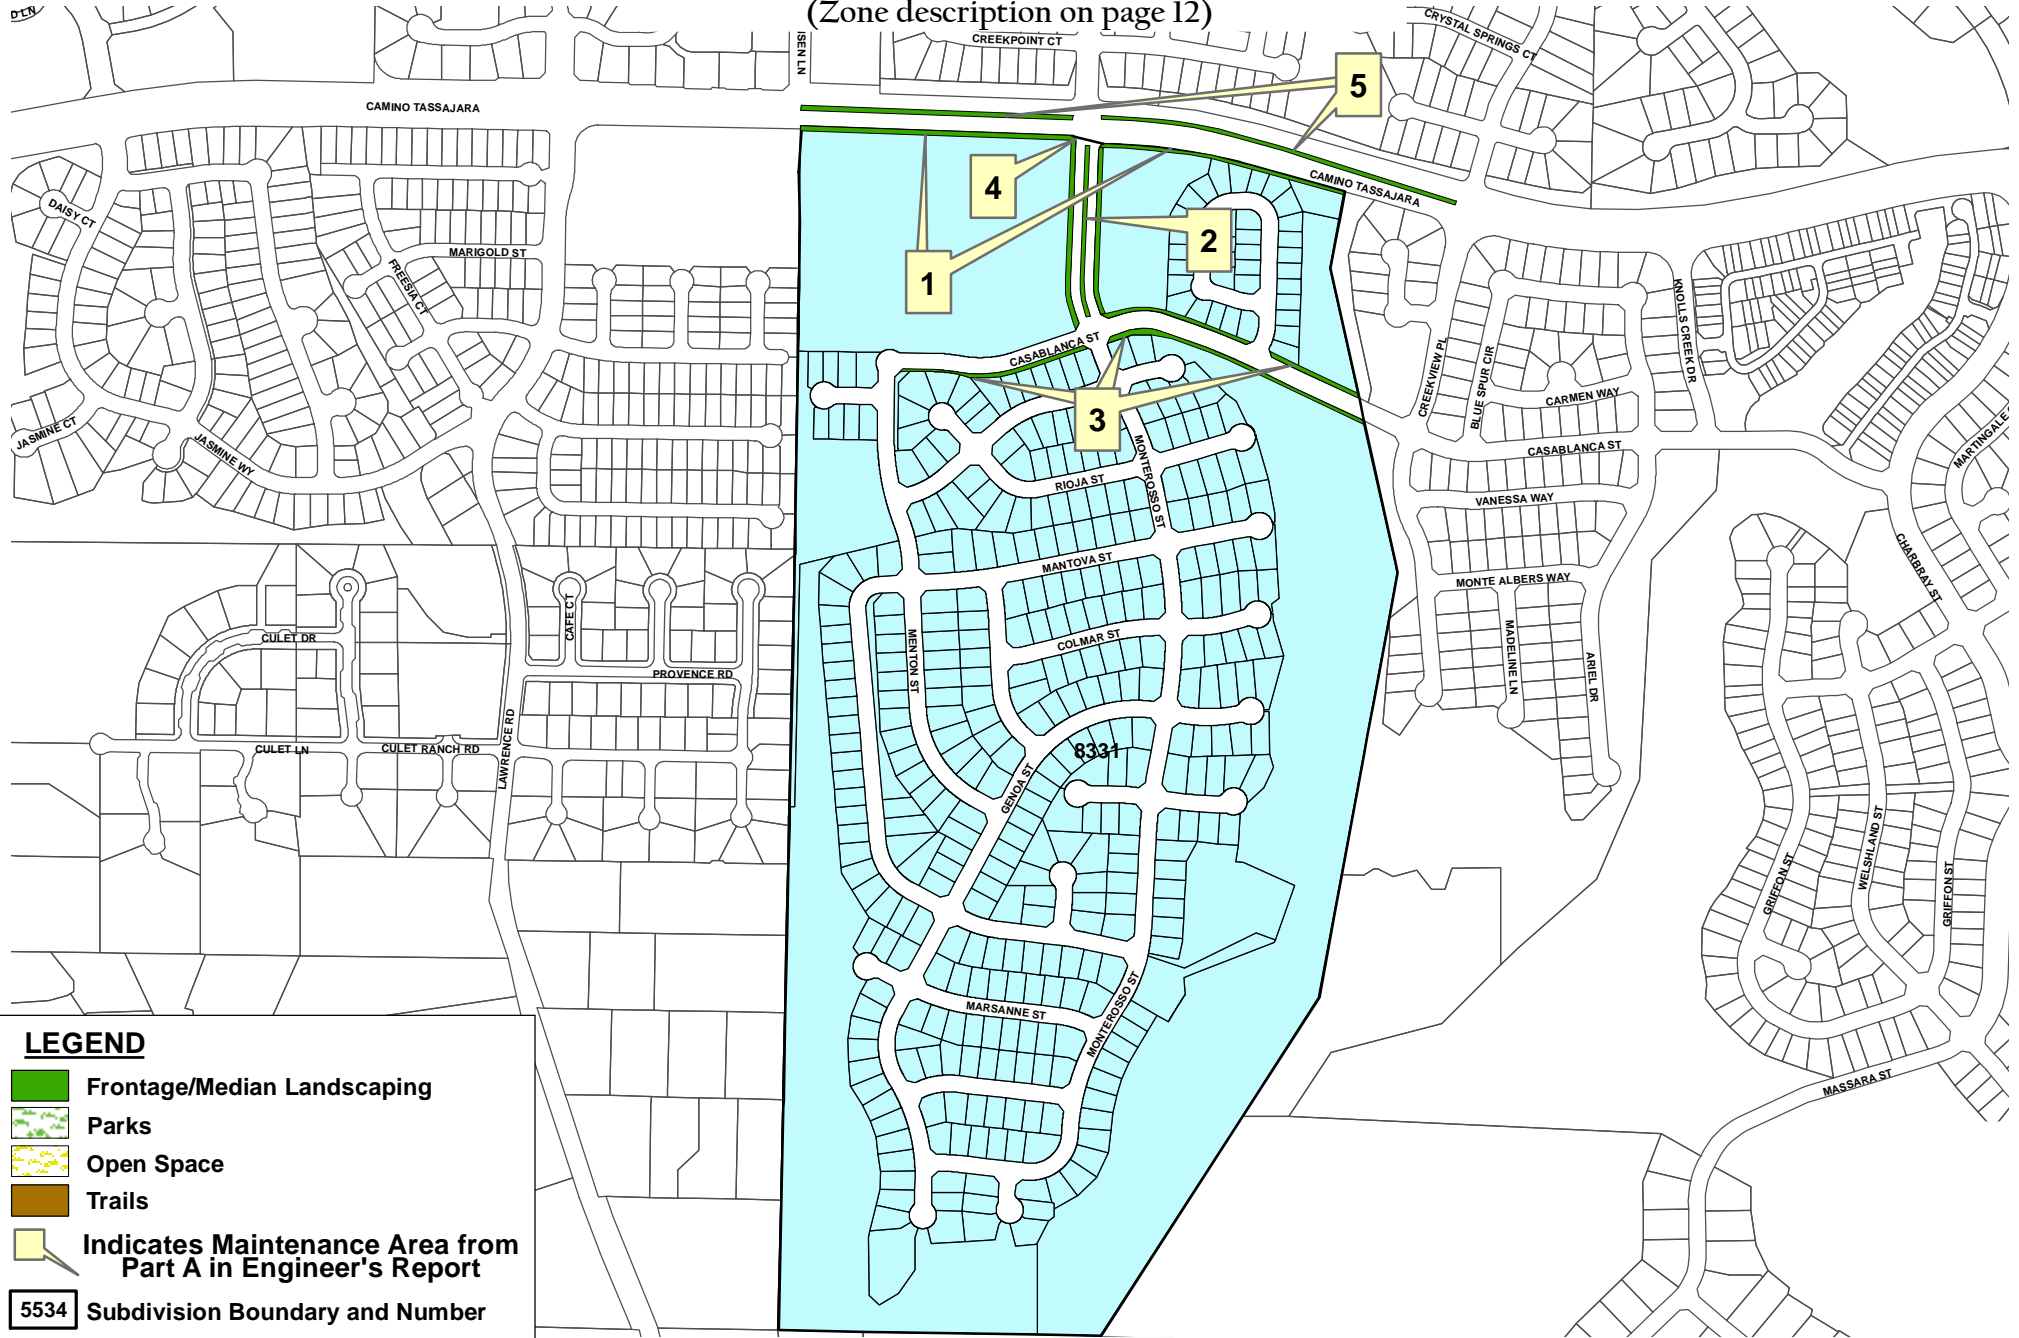 (Zone description on page 12)
D LN
ISEN LN
CREEKPOINT CT
CRYSTAL SPRINGS CT
CAMINO TASSAJARA
5
4
CAMINO TASSAJARA
DAISY CT
2
MARIGOLD ST
FREESIA CT
1
KNOLLS CREEK DR
CASABLANCA ST
CREEKVIEW PL
BLUE SPUR CIR
3
CARMEN WAY
JASMINE CT
JASMINE WY
MARTINGALE
CASABLANCA ST
MONTEROSSO ST
RIOJA ST
VANESSA WAY
MANTOVA ST
CHARBRAY ST
MONTE ALBERS WAY
CAFE CT
CULET DR
COLMAR ST
MENTON ST
MADELINE LN
ARIEL DR
PROVENCE RD
LAWRENCE RD
CULET LN
CULET RANCH RD
8331
GENOA ST
WELSHLAND ST
GRIFFON ST
GRIFFON ST
MARSANNE ST
MONTEROSSO ST
MASSARA ST
LEGEND
Frontage/Median Landscaping
Parks
Open Space
Trails
Indicates Maintenance Area from
Part A in Engineer's Report
5534 Subdivision Boundary and Number